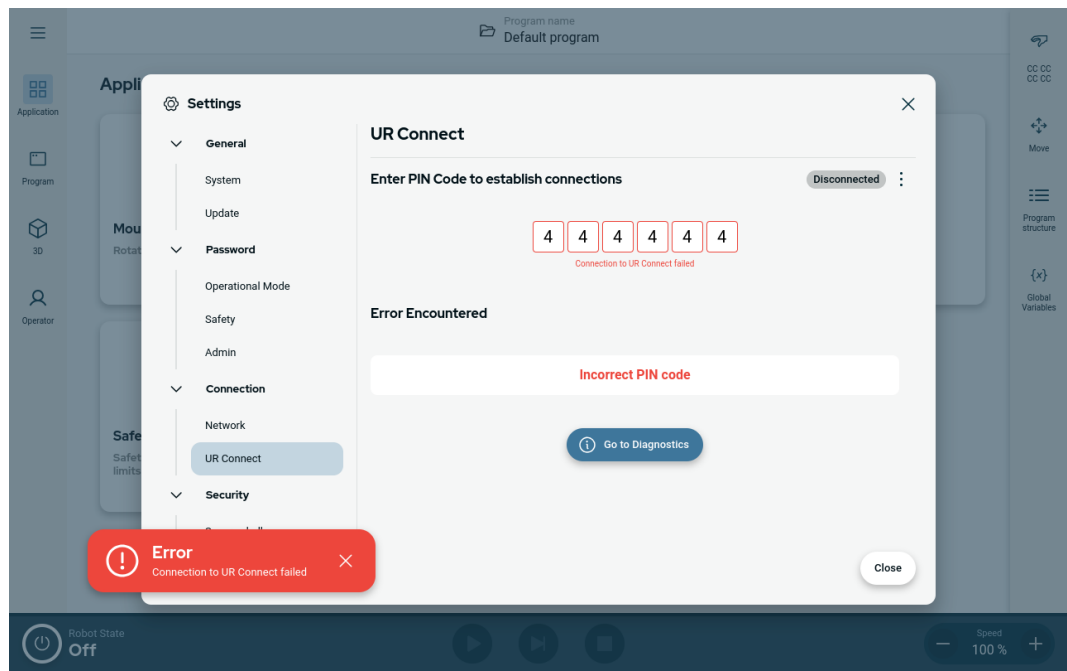 Program name
Default program
Application
Program
3D
Operator
Appli
Mou
Rotat
Safe
Safet
limits
Settings
General
System
Update
Password
Operational Mode
Safety
Admin
Connection
Network
UR Connect
Security
UR Connect
Enter PIN Code to establish connections
Disconnected
4 4 4 4 4 4
Connection to UR Connect failed
Error Encountered
Incorrect PIN code
Go to Diagnostics
Close
Error
Connection to UR Connect failed
CC CC
CC CC
Move
Program
structure
{x}
Global
Variables
Robot State
Off
Speed
100 %